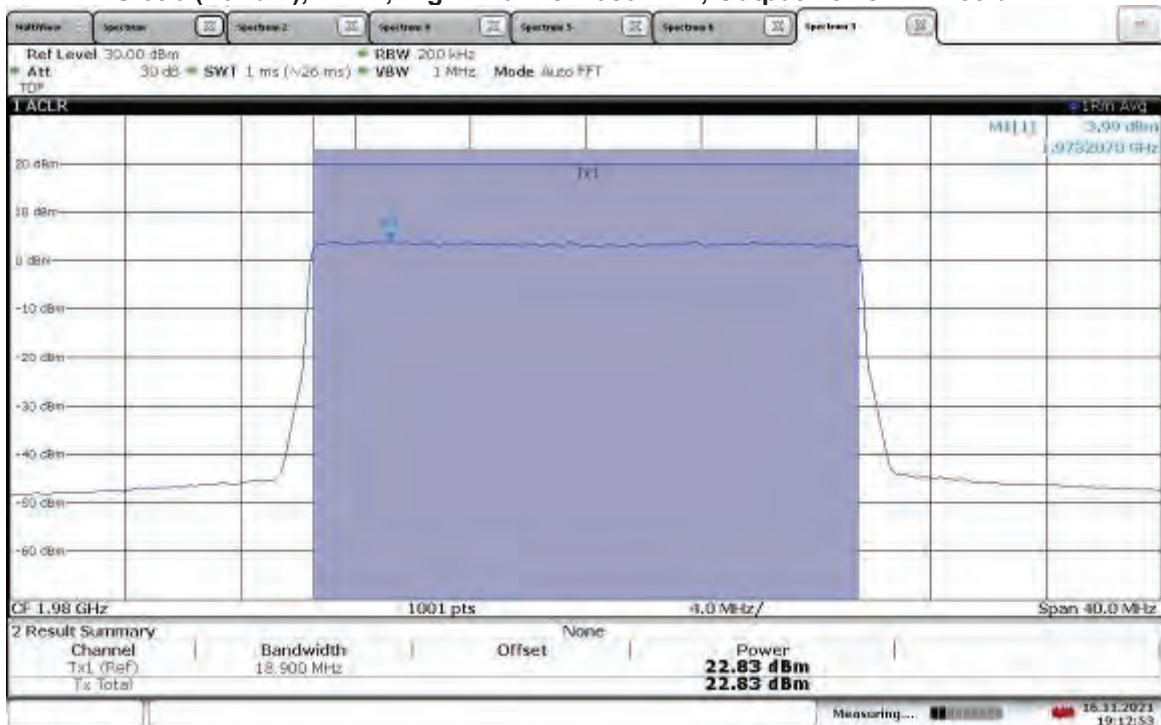 MultiView Spectrum Spectrum 2 Spectrum 4 Spectrum 5 Spectrum 6 Spectrum 3
Ref Level 30.00 dBm RBW 200 kHz
Att 30 dB SWT 1 ms (~26 ms) VBW 1 MHz Mode Auto FFT
TDF
1 ACLR 1Rm Avg
M1[1] 3.99 dBm
1.9732070 GHz
20 dBm
Tx1
10 dBm
M1
0 dBm
-10 dBm
-20 dBm
-30 dBm
-40 dBm
-50 dBm
-60 dBm
CF 1.98 GHz 1001 pts 4.0 MHz/ Span 40.0 MHz
2 Result Summary None
Channel Bandwidth Offset Power
Tx1 (Ref) 18.900 MHz 22.83 dBm
Tx Total 22.83 dBm
Measuring... 16.11.2021
19:12:53